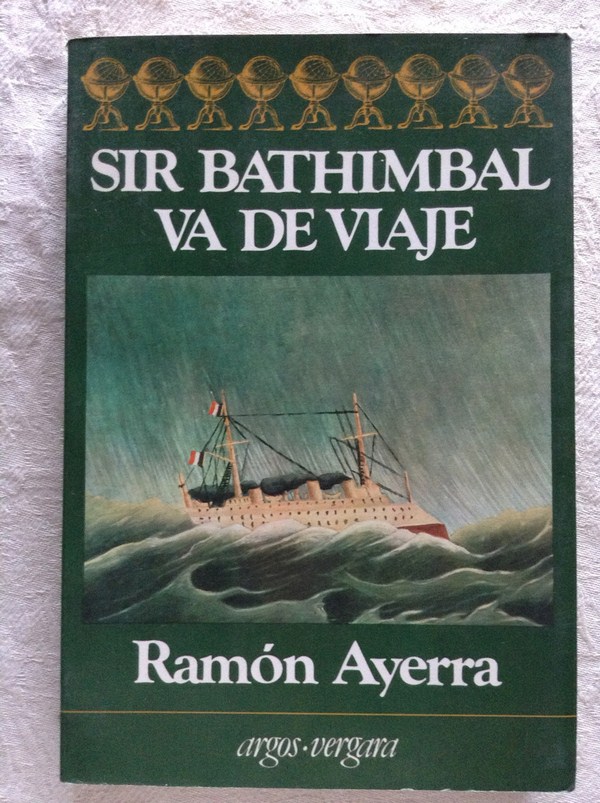 SIR BATHIMBAL
VA DE VIAJE
Ramón Ayerra
argos·vergara